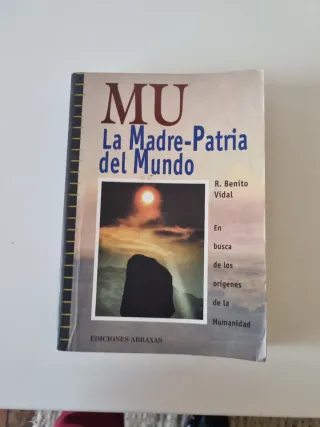 MU
La Madre-Patria
del Mundo
R. Benito
Vidal
En
busca
de los
orígenes
de la
Humanidad
EDICIONES ABRAXAS